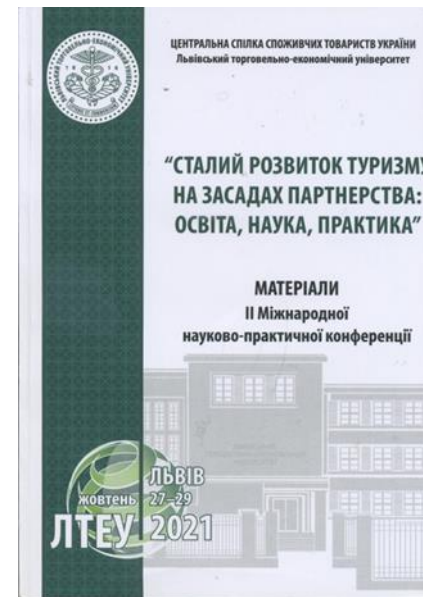 ЦЕНТРАЛЬНА СПІЛКА СПОЖИВЧИХ ТОВАРИСТВ УКРАЇНИ
Львівський торговельно-економічний університет
"СТАЛИЙ РОЗВИТОК ТУРИЗМУ
НА ЗАСАДАХ ПАРТНЕРСТВА:
ОСВІТА, НАУКА, ПРАКТИКА"
МАТЕРІАЛИ
ІІ Міжнародної
науково-практичної конференції
ЛЬВІВ
жовтень 27–29
ЛТЕУ 2021